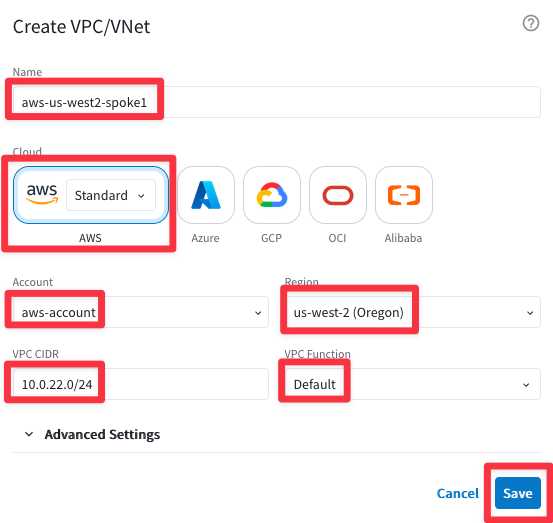 Create VPC/VNet
Name
aws-us-west2-spoke1
Cloud
aws Standard
AWS Azure GCP OCI Alibaba
Account Region
aws-account us-west-2 (Oregon)
VPC CIDR VPC Function
10.0.22.0/24 Default
Advanced Settings
Cancel Save